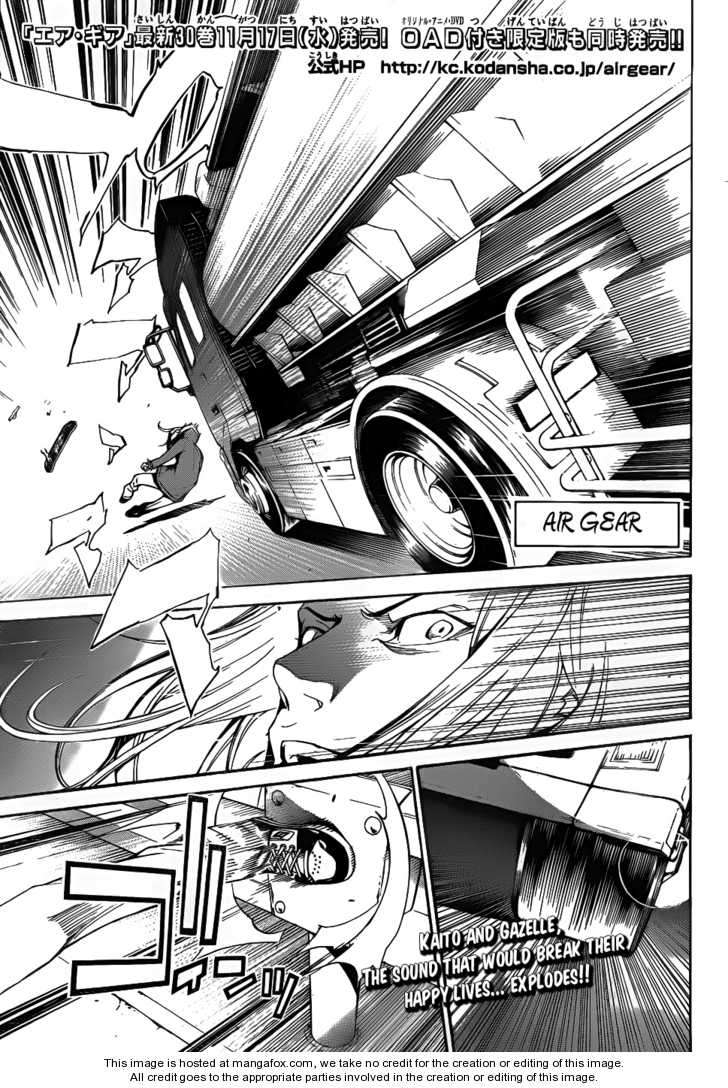 『エア・ギア』最新30巻11月17日(水)発売! OAD付き限定版も同時発売!!
公式HP http://kc.kodansha.co.jp/airgear/
AIR GEAR
ゴ
ィンッ
KAITO AND GAZELLE,
THE SOUND THAT WOULD BREAK THEIR
HAPPY LIVES... EXPLODES!!
This image is hosted at mangafox.com, we take no credit for the creation or editing of this image.
All credit goes to the appropriate parties involved in the creation or editing of this image.